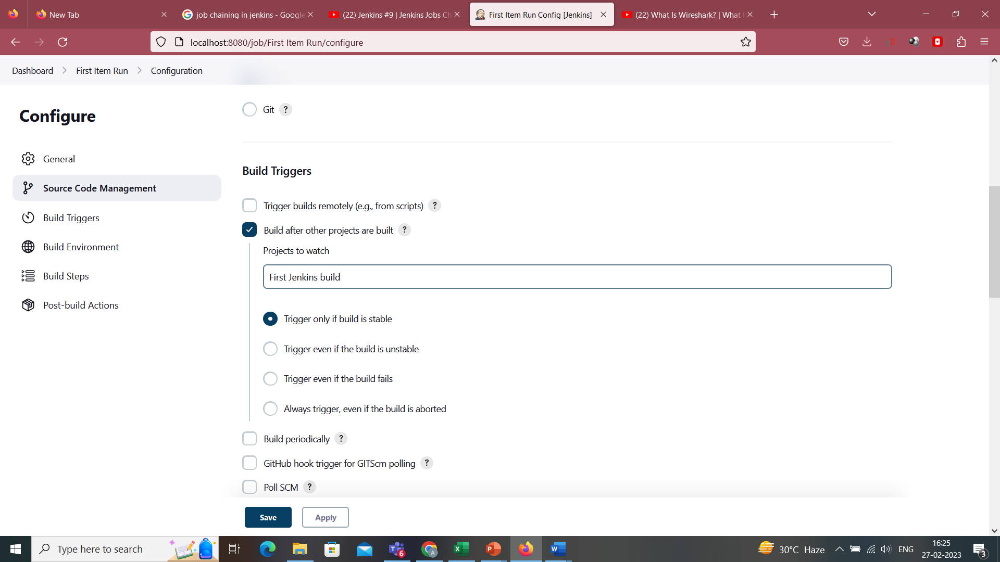 New Tab
job chaining in jenkins - Google
(22) Jenkins #9 | Jenkins Jobs Ch
First Item Run Config [Jenkins]
(22) What Is Wireshark? | What
localhost:8080/job/First Item Run/configure
Dashboard
First Item Run
Configuration
Configure
General
Source Code Management
Build Triggers
Build Environment
Build Steps
Post-build Actions
Git ?
Build Triggers
Trigger builds remotely (e.g., from scripts) ?
Build after other projects are built ?
Projects to watch
First Jenkins build
Trigger only if build is stable
Trigger even if the build is unstable
Trigger even if the build fails
Always trigger, even if the build is aborted
Build periodically ?
GitHub hook trigger for GITScm polling ?
Poll SCM ?
Save
Apply
Type here to search
6
30°C Haze
ENG
16:25
27-02-2023
3